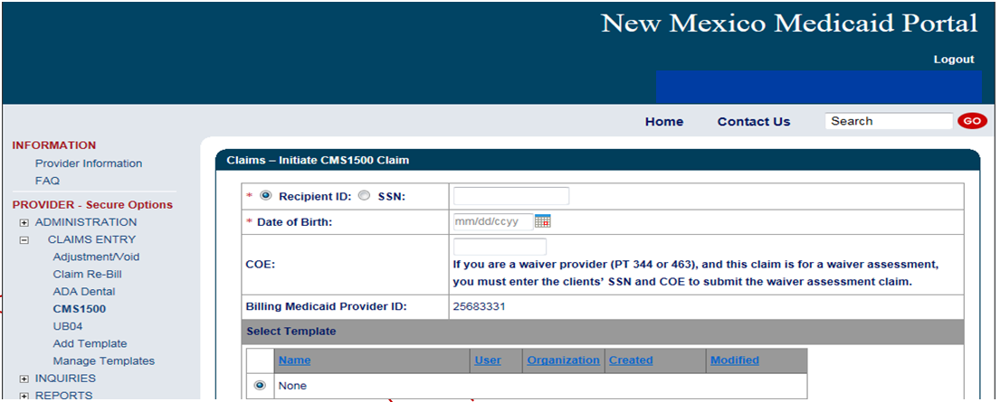 New Mexico Medicaid Portal
Logout
Home
Contact Us
Search
GO
INFORMATION
Provider Information
FAQ
PROVIDER - Secure Options
ADMINISTRATION
CLAIMS ENTRY
Adjustment/Void
Claim Re-Bill
ADA Dental
CMS1500
UB04
Add Template
Manage Templates
INQUIRIES
REPORTS
Claims – Initiate CMS1500 Claim
* Recipient ID: SSN:
* Date of Birth:
mm/dd/ccyy
COE:
If you are a waiver provider (PT 344 or 463), and this claim is for a waiver assessment,
you must enter the clients' SSN and COE to submit the waiver assessment claim.
Billing Medicaid Provider ID:
25683331
Select Template
Name User Organization Created Modified
None